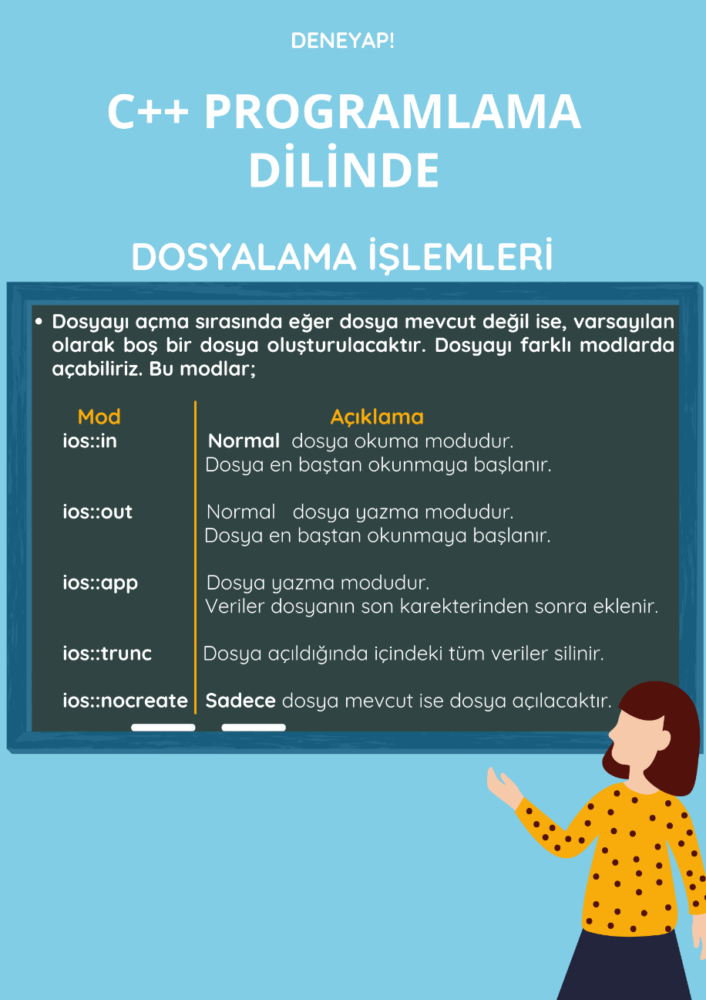 DENEYAP!
C++ PROGRAMLAMA
DİLİNDE
DOSYALAMA İŞLEMLERİ
• Dosyayı açma sırasında eğer dosya mevcut değil ise, varsayılan
olarak boş bir dosya oluşturulacaktır. Dosyayı farklı modlarda
açabiliriz. Bu modlar;
Mod Açıklama
ios::in Normal dosya okuma modudur.
Dosya en baştan okunmaya başlanır.
ios::out Normal dosya yazma modudur.
Dosya en baştan okunmaya başlanır.
ios::app Dosya yazma modudur.
Veriler dosyanın son karekterinden sonra eklenir.
ios::trunc Dosya açıldığında içindeki tüm veriler silinir.
ios::nocreate Sadece dosya mevcut ise dosya açılacaktır.